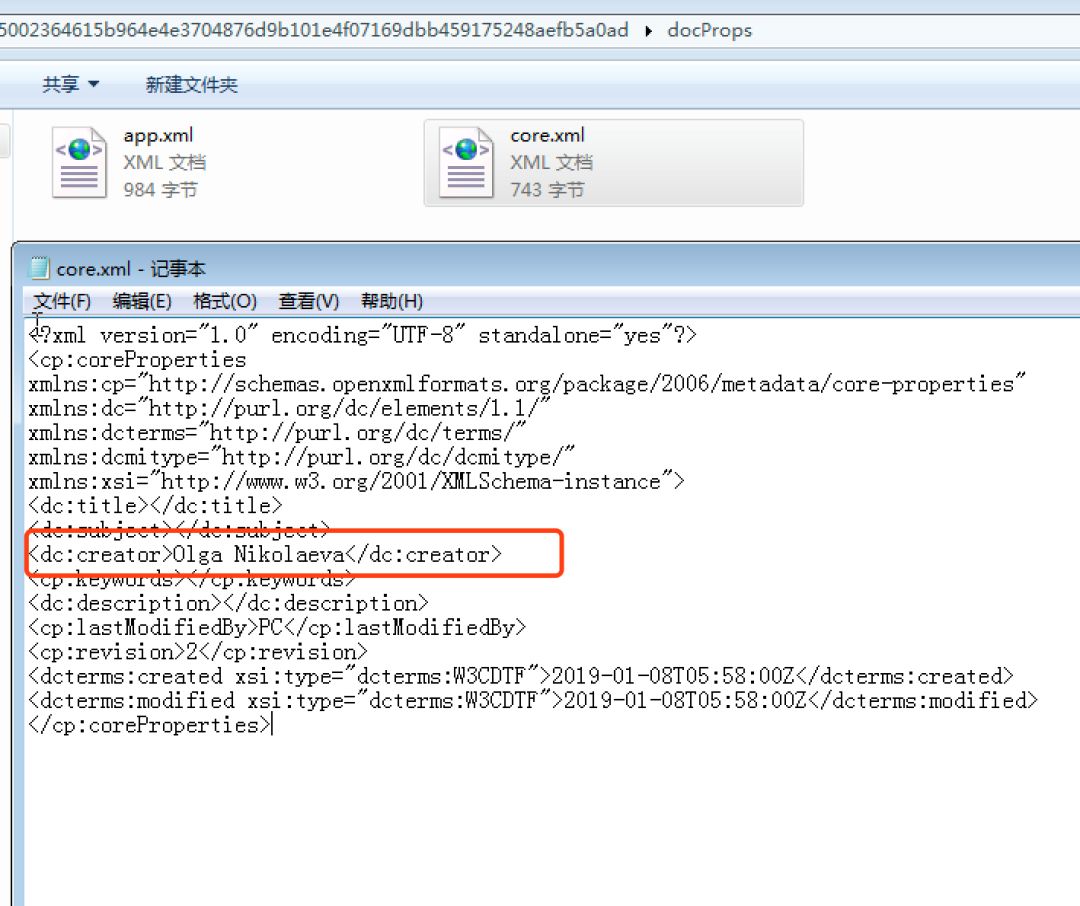 5002364615b964e4e3704876d9b101e4f07169dbb459175248aefb5a0ad ▸ docProps
共享 新建文件夹
app.xml
XML 文档
984 字节
core.xml
XML 文档
743 字节
core.xml - 记事本
文件(F) 编辑(E) 格式(O) 查看(V) 帮助(H)
<?xml version="1.0" encoding="UTF-8" standalone="yes"?>
<cp:coreProperties
xmlns:cp="http://schemas.openxmlformats.org/package/2006/metadata/core-properties"
xmlns:dc="http://purl.org/dc/elements/1.1/"
xmlns:dcterms="http://purl.org/dc/terms/"
xmlns:dcmitype="http://purl.org/dc/dcmitype/"
xmlns:xsi="http://www.w3.org/2001/XMLSchema-instance">
<dc:title></dc:title>
<dc:subject></dc:subject>
<dc:creator>Olga Nikolaeva</dc:creator>
<cp:keywords></cp:keywords>
<dc:description></dc:description>
<cp:lastModifiedBy>PC</cp:lastModifiedBy>
<cp:revision>2</cp:revision>
<dcterms:created xsi:type="dcterms:W3CDTF">2019-01-08T05:58:00Z</dcterms:created>
<dcterms:modified xsi:type="dcterms:W3CDTF">2019-01-08T05:58:00Z</dcterms:modified>
</cp:coreProperties>